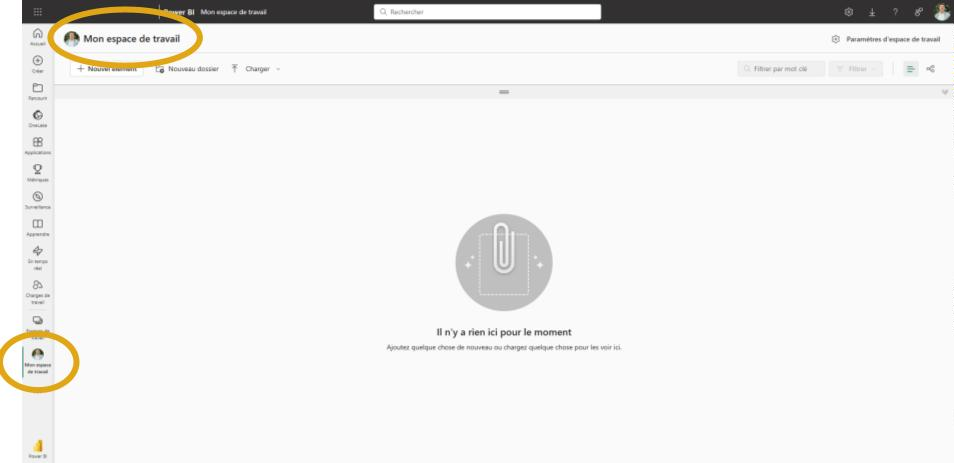 Power BI Mon espace de travail
Rechercher
?
Mon espace de travail
Paramètres d'espace de travail
+ Nouvel élément
Nouveau dossier
Charger
Filtrer par mot clé
Filtrer
Accueil
Créer
Parcourir
OneLake
Applications
Métriques
Surveillance
Apprendre
En temps
réel
Charges de
travail
Mon espace
de travail
Power BI
Il n'y a rien ici pour le moment
Ajoutez quelque chose de nouveau ou chargez quelque chose pour les voir ici.